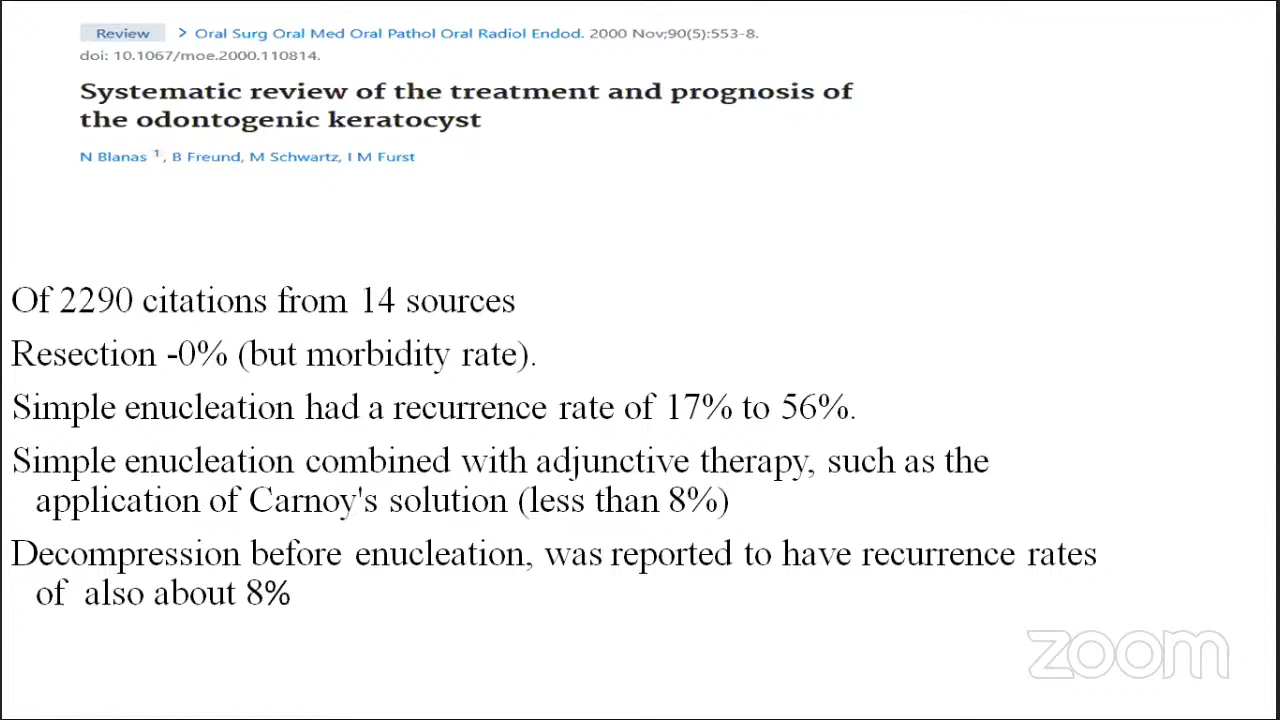 Review > Oral Surg Oral Med Oral Pathol Oral Radiol Endod. 2000 Nov;90(5):553-8.
doi: 10.1067/moe.2000.110814.
Systematic review of the treatment and prognosis of
the odontogenic keratocyst
N Blanas 1, B Freund, M Schwartz, I M Furst
Of 2290 citations from 14 sources
Resection -0% (but morbidity rate).
Simple enucleation had a recurrence rate of 17% to 56%.
Simple enucleation combined with adjunctive therapy, such as the
application of Carnoy's solution (less than 8%)
Decompression before enucleation, was reported to have recurrence rates
of also about 8%
zoom